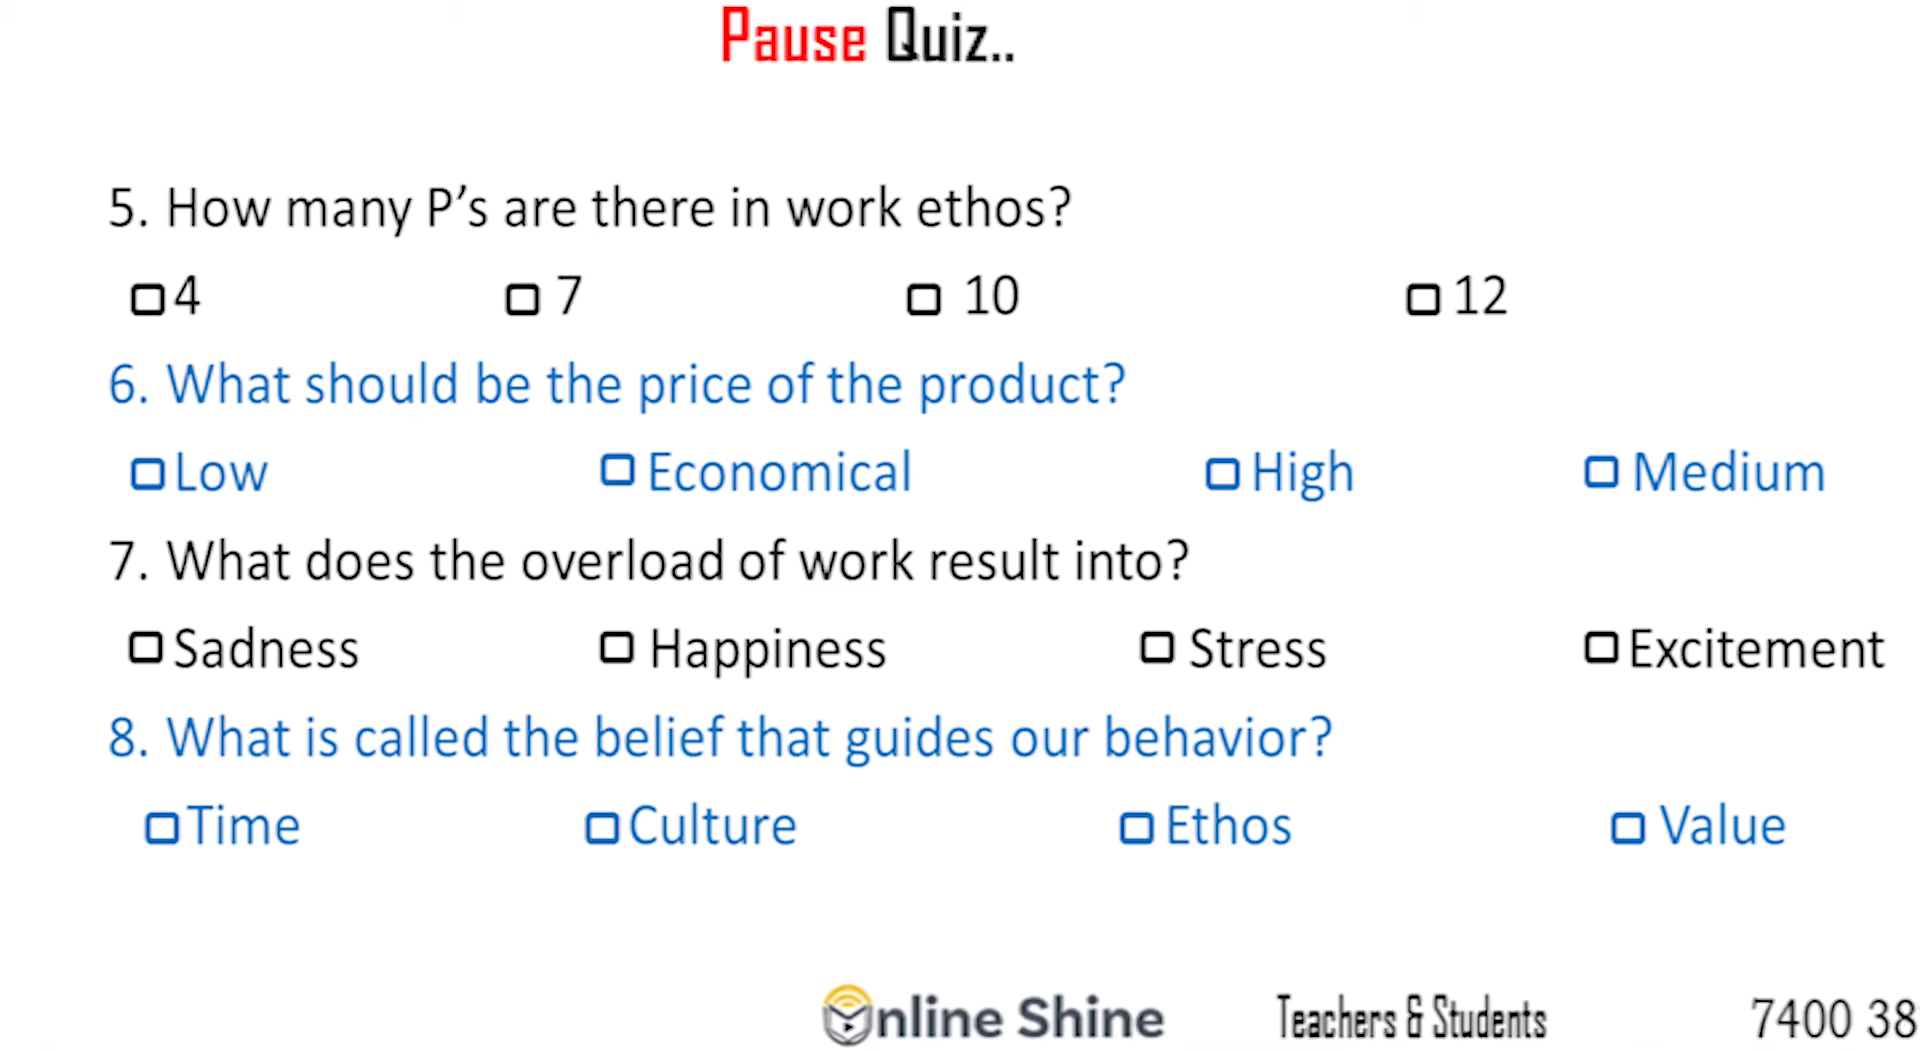 Pause Quiz..
5. How many P’s are there in work ethos?
4 7 10 12
6. What should be the price of the product?
Low Economical High Medium
7. What does the overload of work result into?
Sadness Happiness Stress Excitement
8. What is called the belief that guides our behavior?
Time Culture Ethos Value
Online Shine Teachers & Students 7400 38